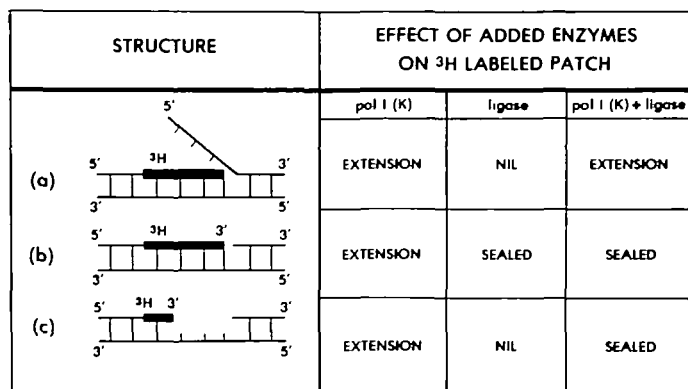 STRUCTURE
EFFECT OF ADDED ENZYMES
ON ³H LABELED PATCH
pol I (K) ligase pol I (K) + ligase
5'
³H
5' 3'
(a) EXTENSION NIL EXTENSION
3' 5'
5' ³H 3' 3'
(b) EXTENSION SEALED SEALED
3' 5'
5' ³H 3' 3'
(c) EXTENSION NIL SEALED
3' 5'